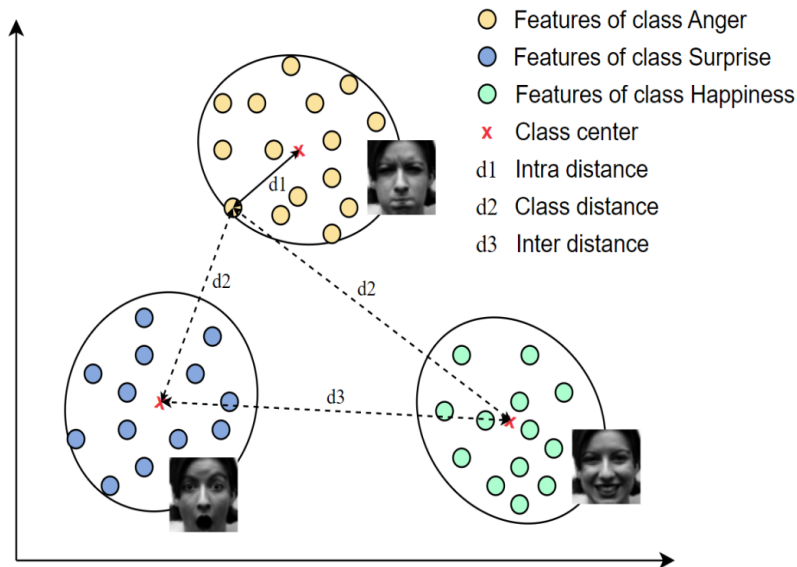 Features of class Anger
Features of class Surprise
Features of class Happiness
x Class center
d1 Intra distance
d2 Class distance
d3 Inter distance
x
d1
d2
d2
x
d3
x